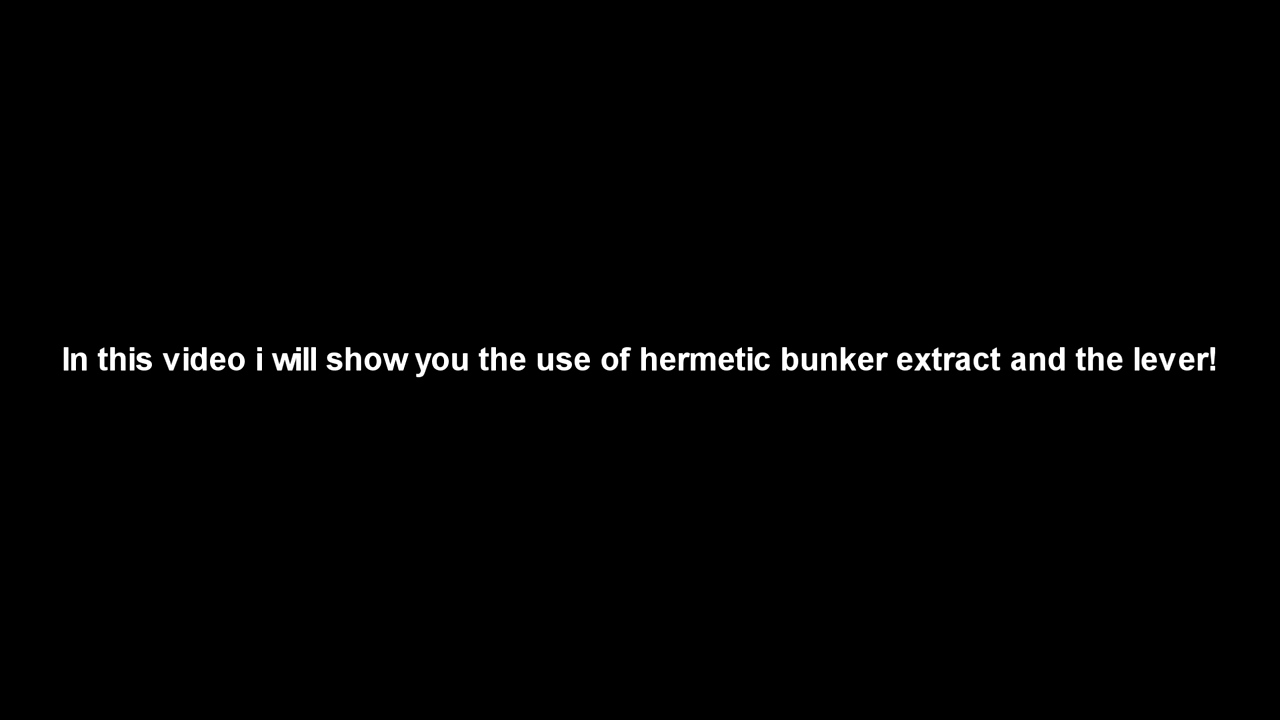 In this video i will show you the use of hermetic bunker extract and the lever!